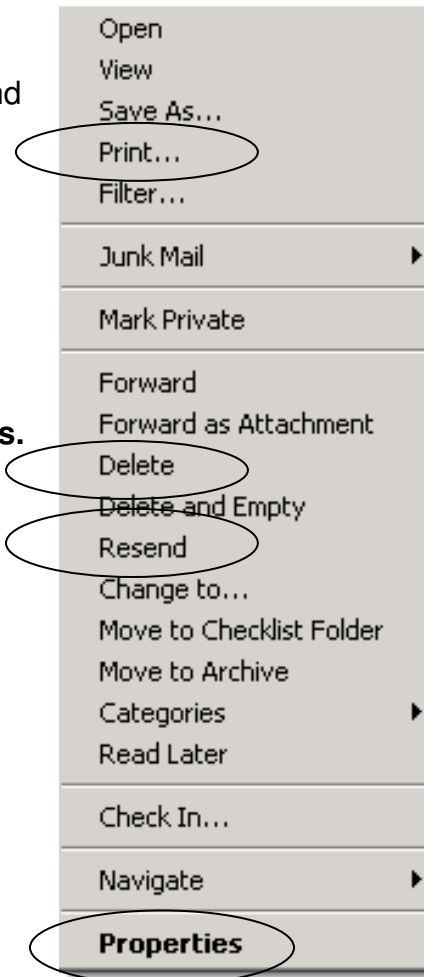 Open
View
nd
Save As...
Print...
Filter...
Junk Mail
Mark Private
Forward
Forward as Attachment
s.
Delete
Delete and Empty
Resend
Change to...
Move to Checklist Folder
Move to Archive
Categories
Read Later
Check In...
Navigate
Properties